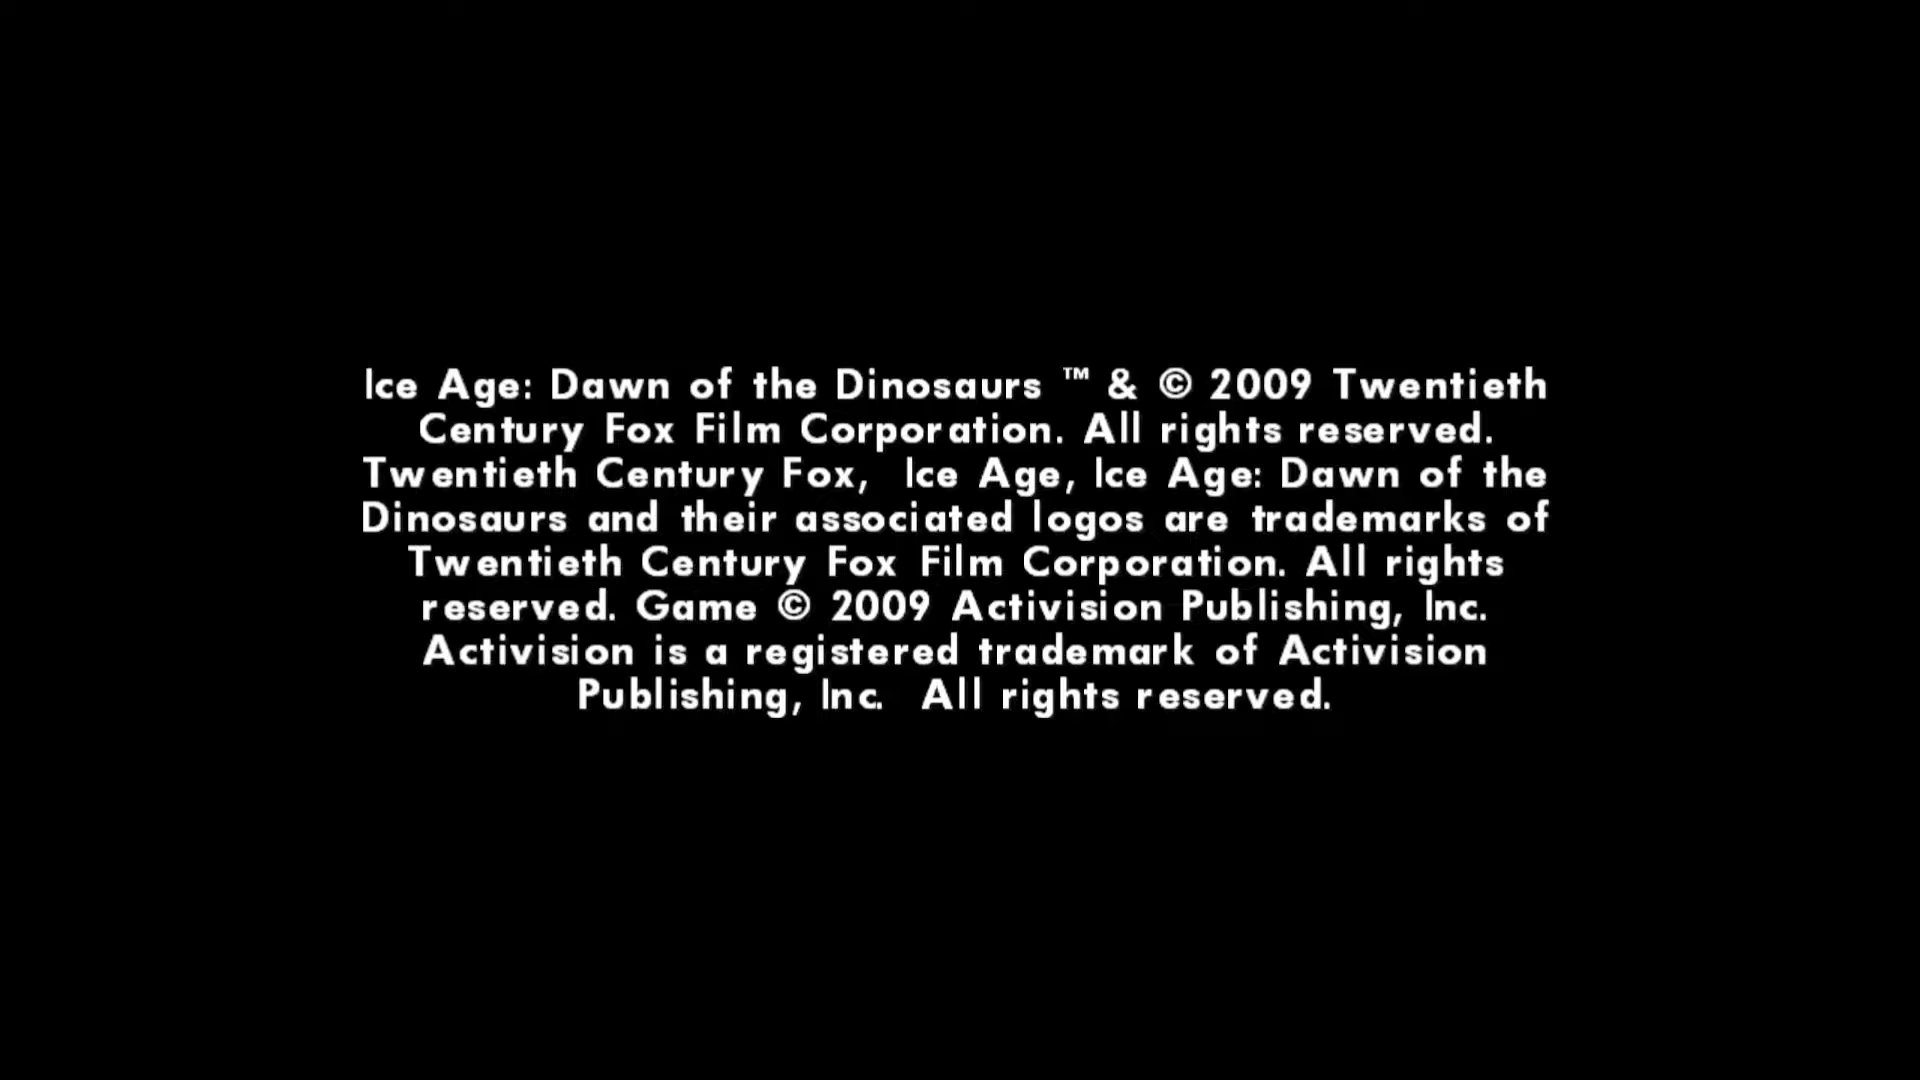 Ice Age: Dawn of the Dinosaurs ™ & © 2009 Twentieth
Century Fox Film Corporation. All rights reserved.
Twentieth Century Fox,  Ice Age, Ice Age: Dawn of the
Dinosaurs and their associated logos are trademarks of
Twentieth Century Fox Film Corporation. All rights
reserved. Game © 2009 Activision Publishing, Inc.
Activision is a registered trademark of Activision
Publishing, Inc.  All rights reserved.